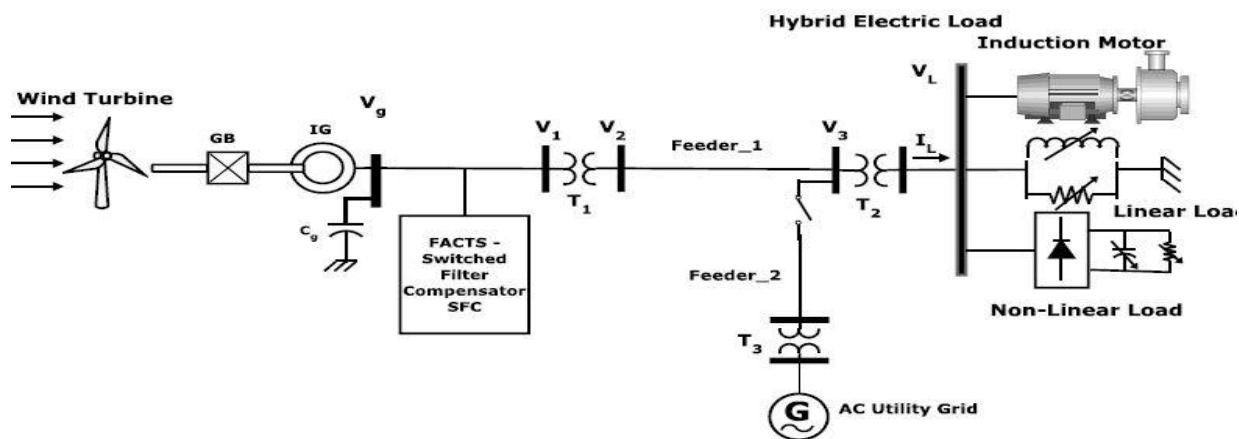 Hybrid Electric Load
Induction Motor
Wind Turbine
GB
IG
V_g
V_1
V_2
Feeder_1
V_3
I_L
V_L
T_1
T_2
C_g
Linear Load
FACTS -
Switched
Filter
Compensator
SFC
Feeder_2
Non-Linear Load
T_3
G
AC Utility Grid